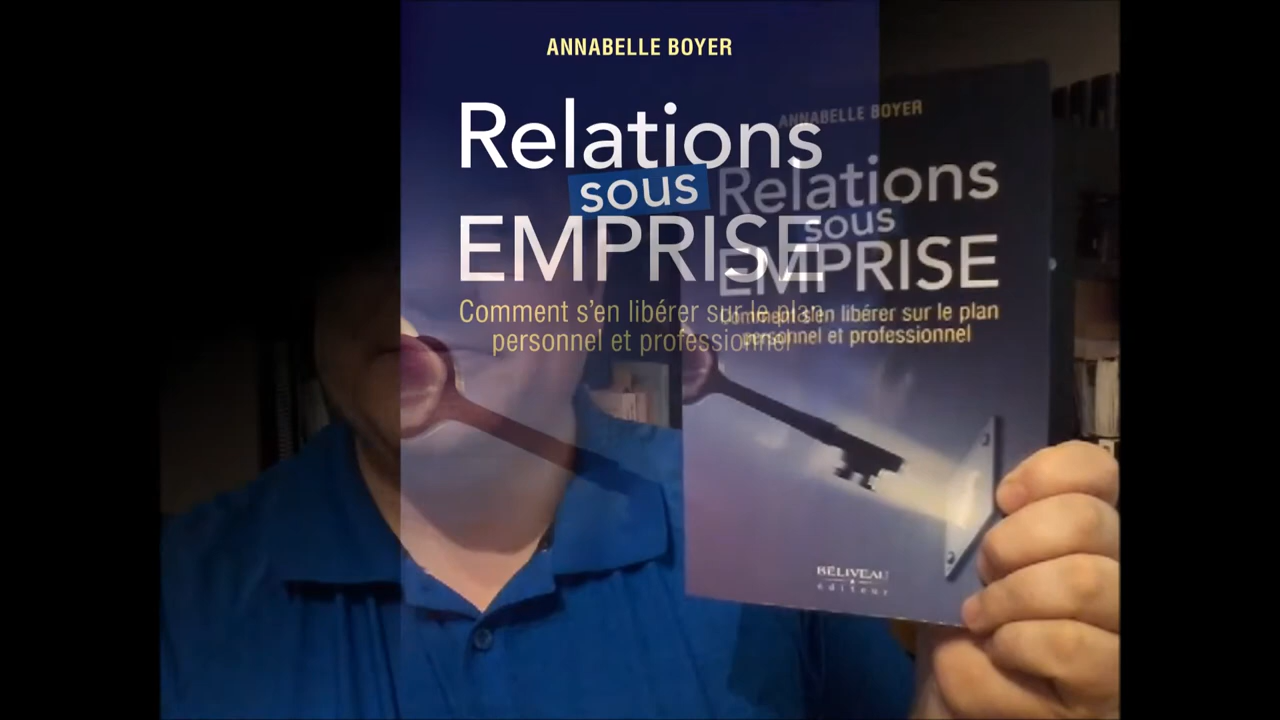 ANNABELLE BOYER
Relations
sous
EMPRISE
Comment s'en libérer sur le plan
personnel et professionnel
ANNABELLE BOYER
Relations
sous
EMPRISE
Comment s'en libérer sur le plan
personnel et professionnel
BÉLIVEAU
éditeur